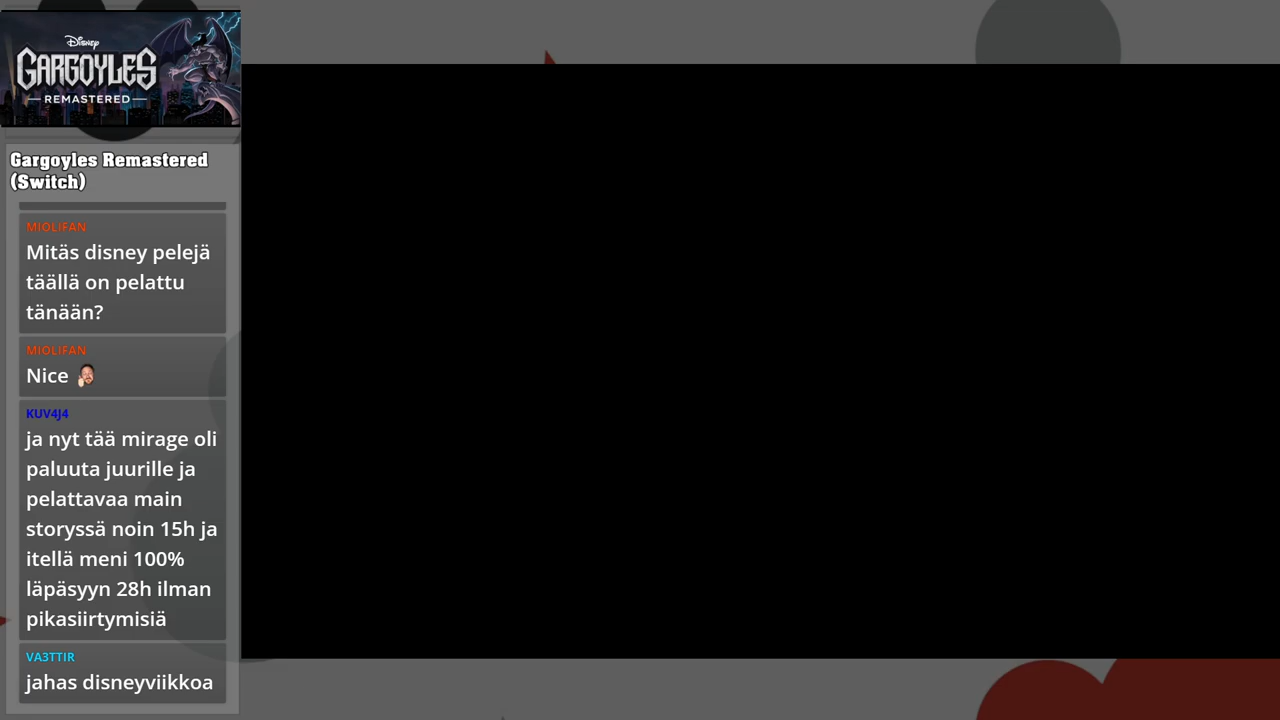 Disney
GARGOYLES
REMASTERED
Gargoyles Remastered
(Switch)
MIOLIFAN
Mitäs disney pelejä
täällä on pelattu
tänään?
MIOLIFAN
Nice
KUV4J4
ja nyt tää mirage oli
paluuta juurille ja
pelattavaa main
storyssä noin 15h ja
itellä meni 100%
läpäsyyn 28h ilman
pikasiirtymisiä
VA3TTIR
jahas disneyviikkoa